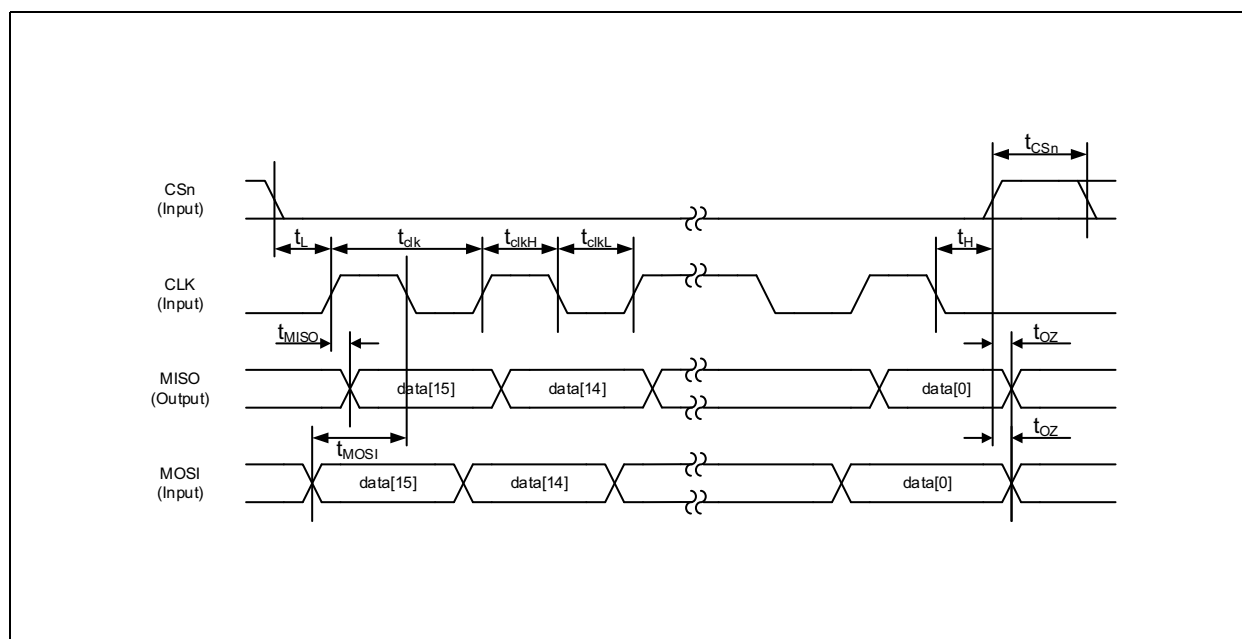 t_CSn
CSn
(Input)
t_L
t_clk
t_clkH
t_clkL
t_H
CLK
(Input)
t_MISO
t_OZ
MISO
(Output)
data[15]
data[14]
data[0]
t_MOSI
t_OZ
MOSI
(Input)
data[15]
data[14]
data[0]